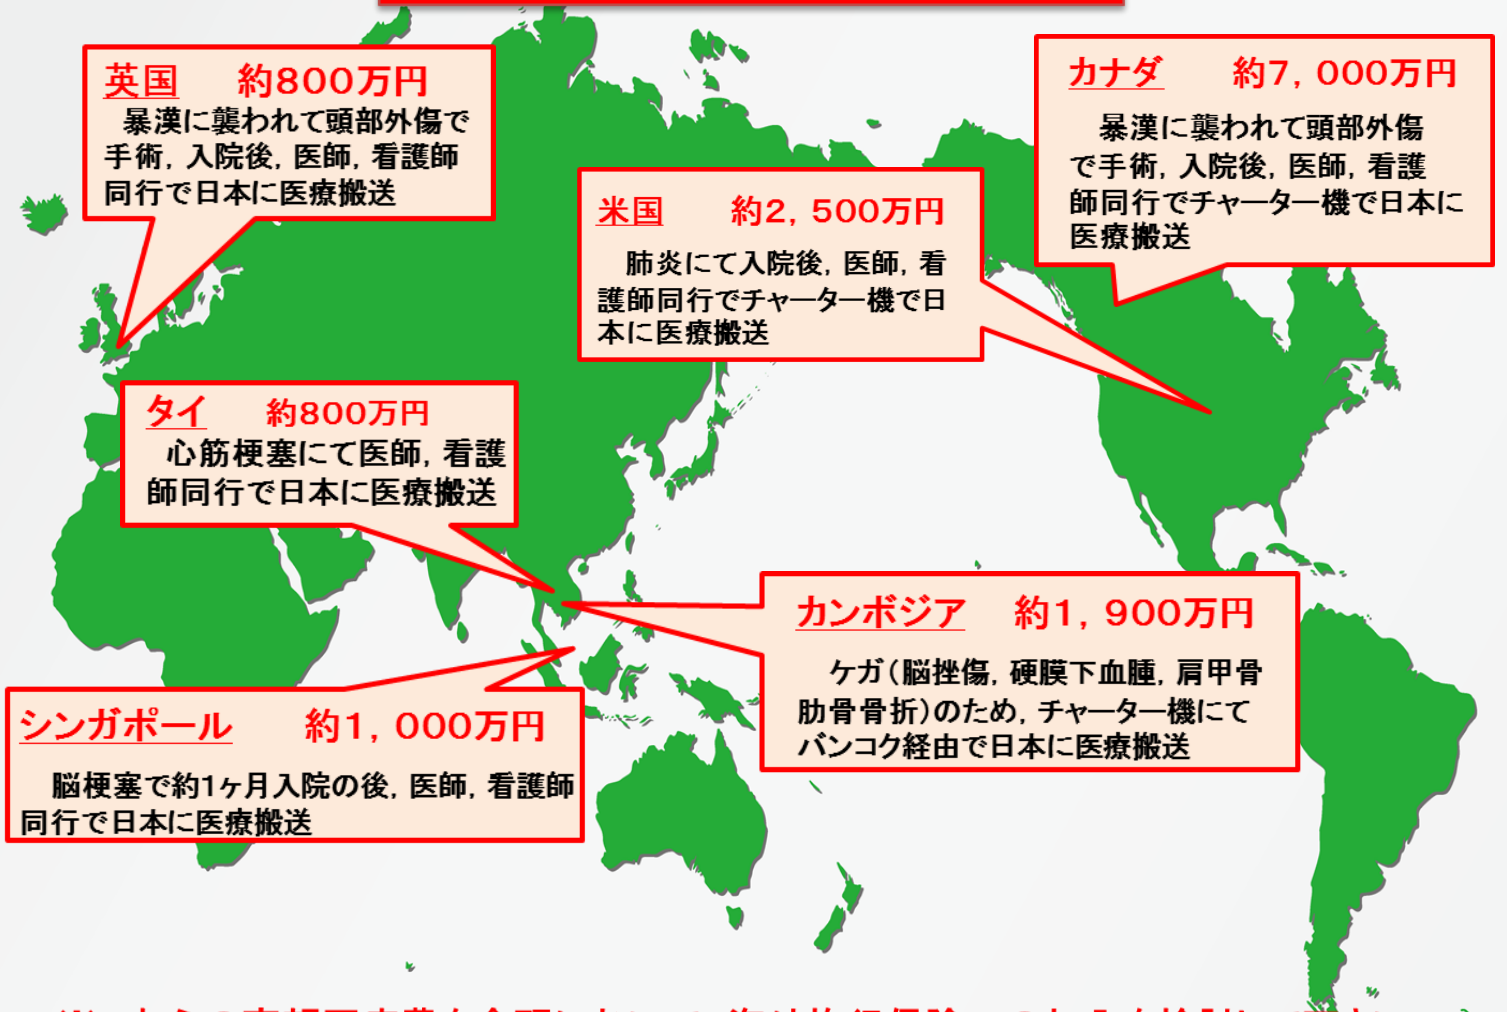 英国　約800万円
暴漢に襲われて頭部外傷で
手術, 入院後, 医師, 看護師
同行で日本に医療搬送
カナダ　約7, 000万円
暴漢に襲われて頭部外傷
で手術, 入院後, 医師, 看護
師同行でチャーター機で日本に
医療搬送
米国　約2, 500万円
肺炎にて入院後, 医師, 看
護師同行でチャーター機で日
本に医療搬送
タイ　約800万円
心筋梗塞にて医師, 看護
師同行で日本に医療搬送
カンボジア　約1, 900万円
ケガ(脳挫傷, 硬膜下血腫, 肩甲骨
肋骨骨折)のため, チャーター機にて
バンコク経由で日本に医療搬送
シンガポール　約1, 000万円
脳梗塞で約1ヶ月入院の後, 医師, 看護師
同行で日本に医療搬送